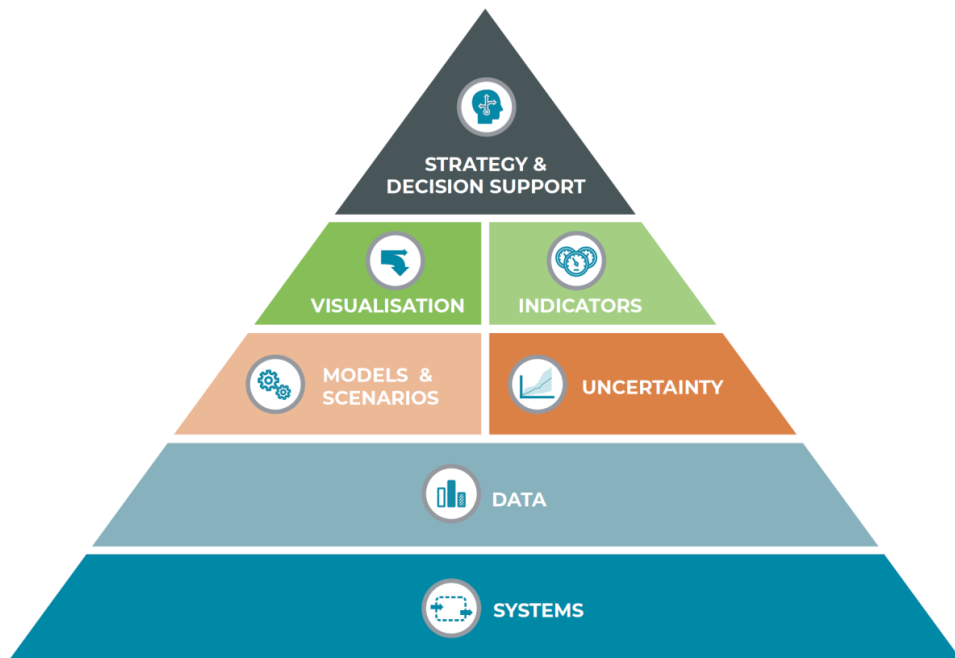 STRATEGY &
DECISION SUPPORT
VISUALISATION
INDICATORS
MODELS &
SCENARIOS
UNCERTAINTY
DATA
SYSTEMS